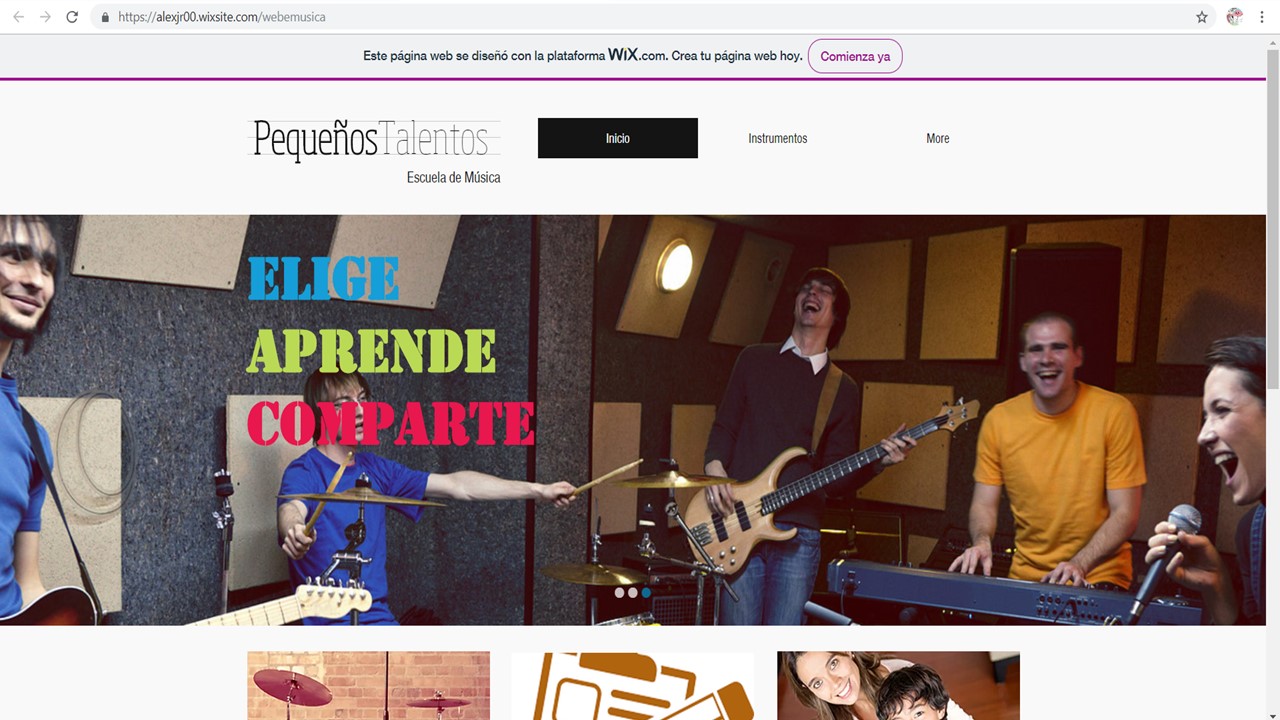 https://alexjr00.wixsite.com/webemusica
Este página web se diseñó con la plataforma WiX.com. Crea tu página web hoy. Comienza ya
PequeñosTalentos
Escuela de Música
Inicio Instrumentos More
ELIGE
APRENDE
COMPARTE